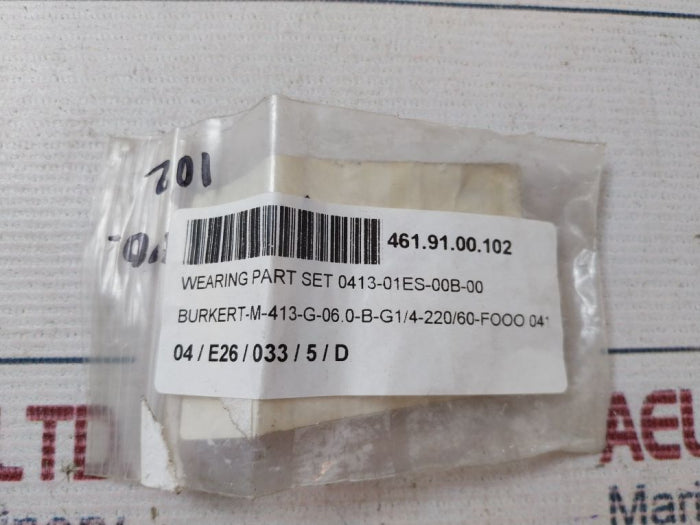 102
461.91.00.102
WEARING PART SET 0413-01ES-00B-00
BURKERT-M-413-G-06.0-B-G1/4-220/60-FOOO 041
04 / E26 / 033 / 5 / D
LTD
AEL
Mari